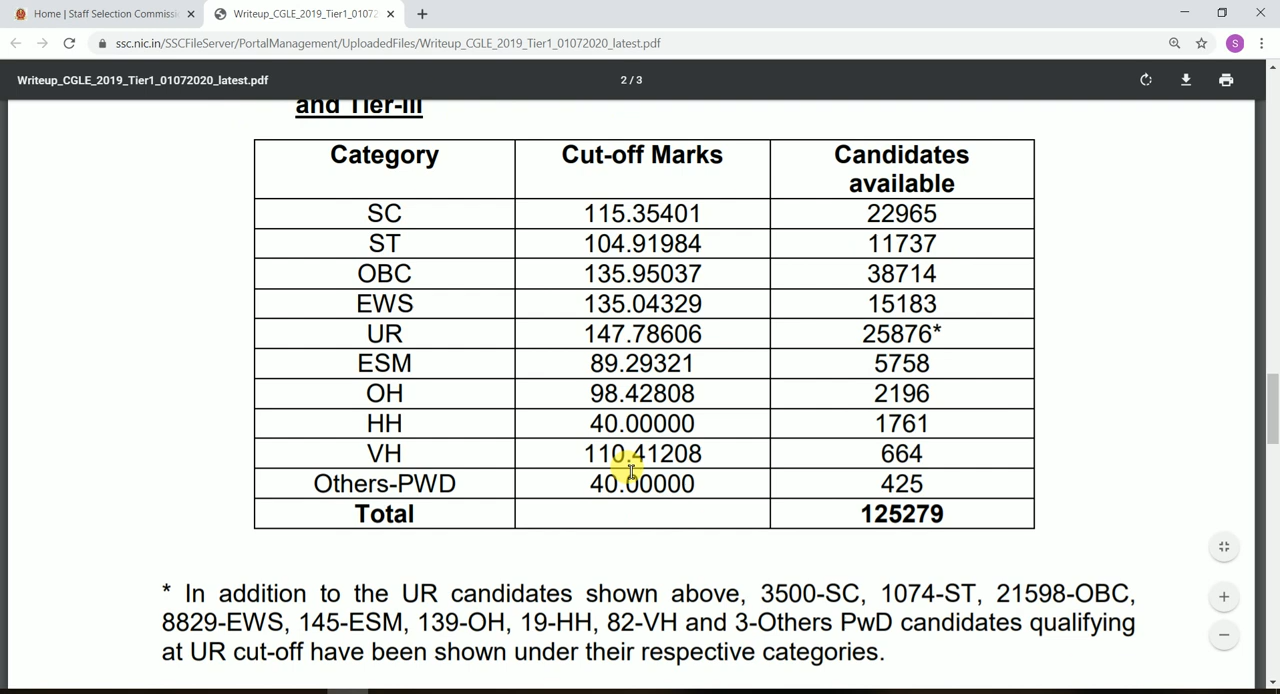 Home | Staff Selection Commissi
Writeup_CGLE_2019_Tier1_01072
ssc.nic.in/SSCFileServer/PortalManagement/UploadedFiles/Writeup_CGLE_2019_Tier1_01072020_latest.pdf
S
Writeup_CGLE_2019_Tier1_01072020_latest.pdf 2 / 3
and Tier-III
Category Cut-off Marks Candidates
available
SC 115.35401 22965
ST 104.91984 11737
OBC 135.95037 38714
EWS 135.04329 15183
UR 147.78606 25876*
ESM 89.29321 5758
OH 98.42808 2196
HH 40.00000 1761
VH 110.41208 664
Others-PWD 40.00000 425
Total 125279
* In addition to the UR candidates shown above, 3500-SC, 1074-ST, 21598-OBC,
8829-EWS, 145-ESM, 139-OH, 19-HH, 82-VH and 3-Others PwD candidates qualifying
at UR cut-off have been shown under their respective categories.